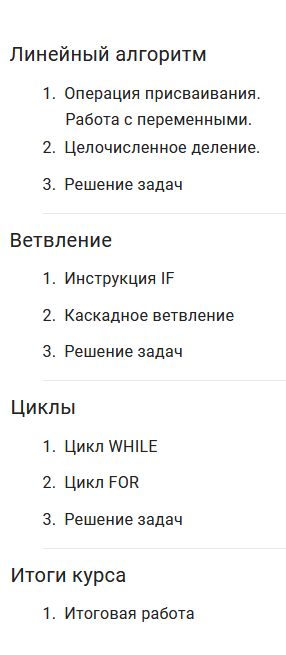 Линейный алгоритм
1. Операция присваивания.
Работа с переменными.
2. Целочисленное деление.
3. Решение задач
Ветвление
1. Инструкция IF
2. Каскадное ветвление
3. Решение задач
Циклы
1. Цикл WHILE
2. Цикл FOR
3. Решение задач
Итоги курса
1. Итоговая работа